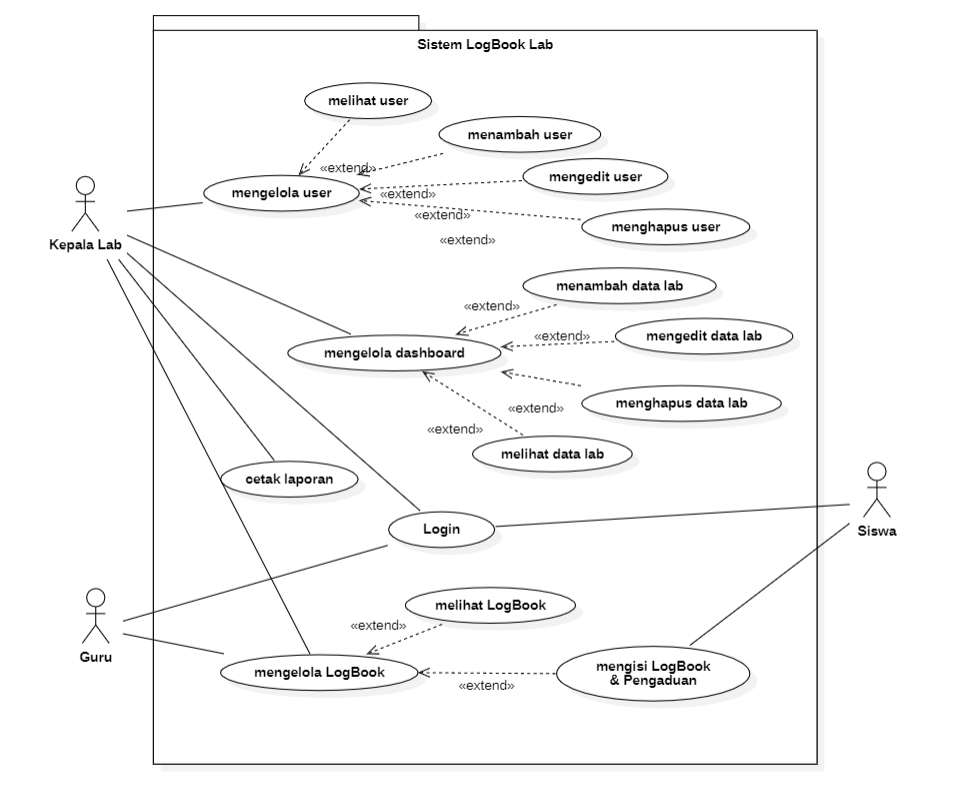 Sistem LogBook Lab
melihat user
menambah user
«extend»
mengedit user
mengelola user
«extend»
«extend»
menghapus user
Kepala Lab
«extend»
menambah data lab
«extend»
«extend»
mengedit data lab
mengelola dashboard
menghapus data lab
«extend»
«extend»
melihat data lab
cetak laporan
Login
Siswa
melihat LogBook
«extend»
Guru
mengelola LogBook
mengisi LogBook
& Pengaduan
«extend»